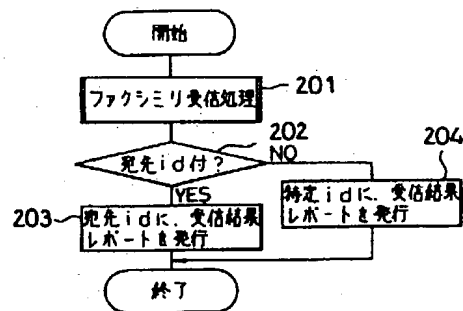 開始
ファクシミリ受信処理
201
202
宛先id付?
NO
204
YES
203
宛先idに、受信結果
レポートを発行
特定idに、受信結果
レポートを発行
終了